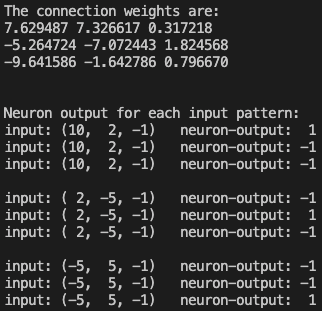 The connection weights are:
7.629487 7.326617 0.317218
-5.264724 -7.072443 1.824568
-9.641586 -1.642786 0.796670

Neuron output for each input pattern:
input: (10,  2, -1)   neuron-output:  1
input: (10,  2, -1)   neuron-output: -1
input: (10,  2, -1)   neuron-output: -1

input: ( 2, -5, -1)   neuron-output: -1
input: ( 2, -5, -1)   neuron-output:  1
input: ( 2, -5, -1)   neuron-output: -1

input: (-5,  5, -1)   neuron-output: -1
input: (-5,  5, -1)   neuron-output: -1
input: (-5,  5, -1)   neuron-output:  1